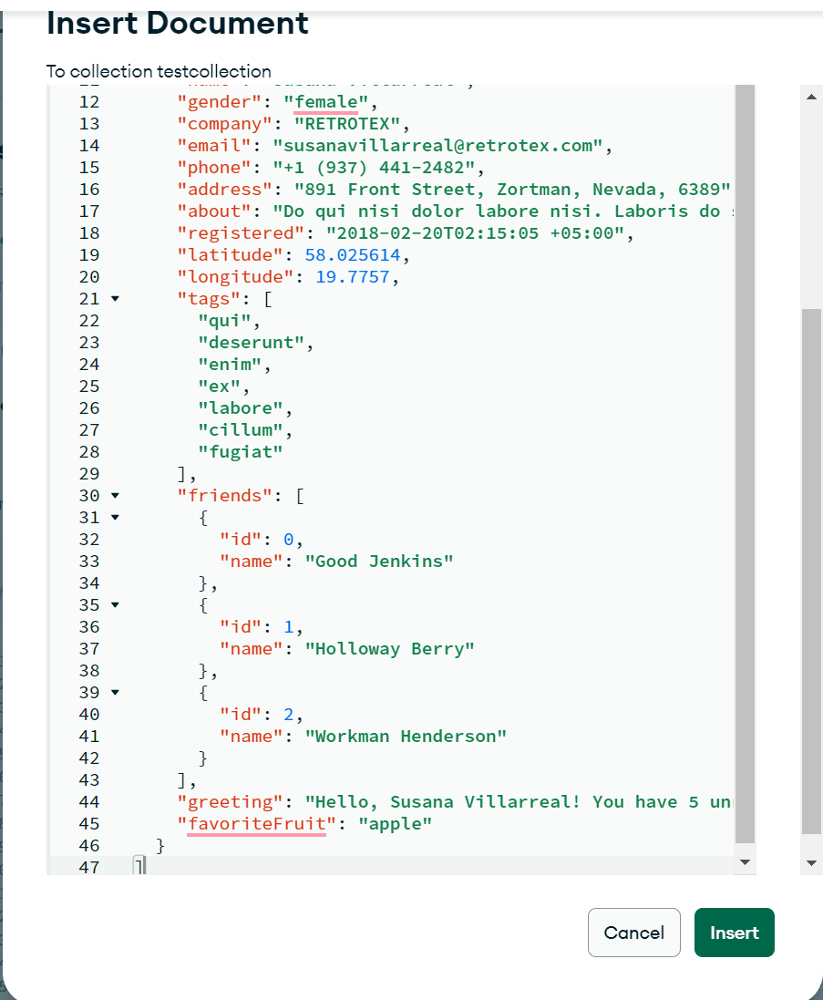 Insert Document
To collection testcollection
12 "gender": "female",
13 "company": "RETROTEX",
14 "email": "susanavillarreal@retrotex.com",
15 "phone": "+1 (937) 441-2482",
16 "address": "891 Front Street, Zortman, Nevada, 6389"
17 "about": "Do qui nisi dolor labore nisi. Laboris do
18 "registered": "2018-02-20T02:15:05 +05:00",
19 "latitude": 58.025614,
20 "longitude": 19.7757,
21 "tags": [
22 "qui",
23 "deserunt",
24 "enim",
25 "ex",
26 "labore",
27 "cillum",
28 "fugiat"
29 ],
30 "friends": [
31 {
32 "id": 0,
33 "name": "Good Jenkins"
34 },
35 {
36 "id": 1,
37 "name": "Holloway Berry"
38 },
39 {
40 "id": 2,
41 "name": "Workman Henderson"
42 }
43 ],
44 "greeting": "Hello, Susana Villarreal! You have 5
45 "favoriteFruit": "apple"
46 }
47 ]
Cancel
Insert